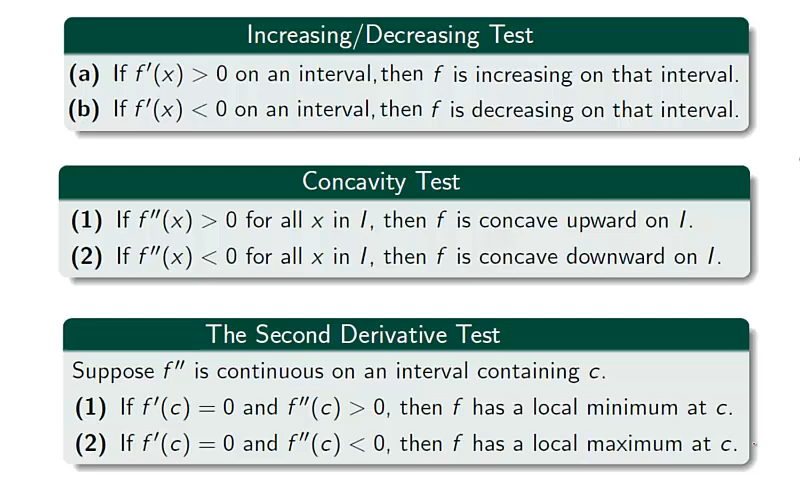 Increasing/Decreasing Test
(a) If f′(x) > 0 on an interval, then f is increasing on that interval.
(b) If f′(x) < 0 on an interval, then f is decreasing on that interval.
Concavity Test
(1) If f″(x) > 0 for all x in I, then f is concave upward on I.
(2) If f″(x) < 0 for all x in I, then f is concave downward on I.
The Second Derivative Test
Suppose f″ is continuous on an interval containing c.
(1) If f′(c) = 0 and f″(c) > 0, then f has a local minimum at c.
(2) If f′(c) = 0 and f″(c) < 0, then f has a local maximum at c.